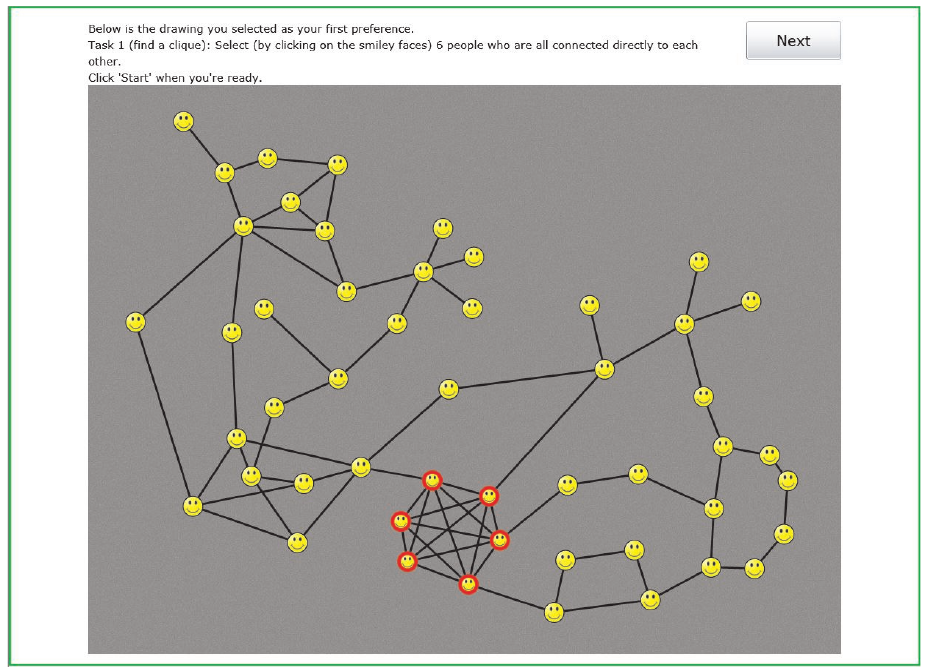 Below is the drawing you selected as your first preference.
Task 1 (find a clique): Select (by clicking on the smiley faces) 6 people who are all connected directly to each
other.
Click 'Start' when you're ready.
Next